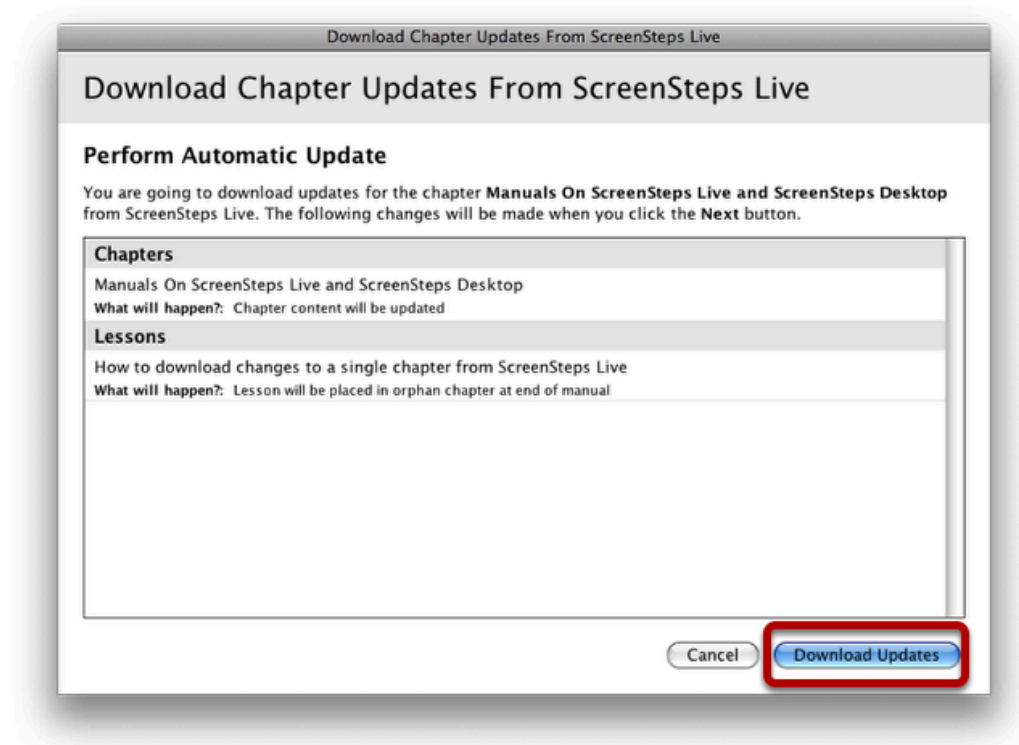 Download Chapter Updates From ScreenSteps Live
Download Chapter Updates From ScreenSteps Live
Perform Automatic Update
You are going to download updates for the chapter Manuals On ScreenSteps Live and ScreenSteps Desktop
from ScreenSteps Live. The following changes will be made when you click the Next button.
Chapters
Manuals On ScreenSteps Live and ScreenSteps Desktop
What will happen?: Chapter content will be updated
Lessons
How to download changes to a single chapter from ScreenSteps Live
What will happen?: Lesson will be placed in orphan chapter at end of manual
Cancel Download Updates